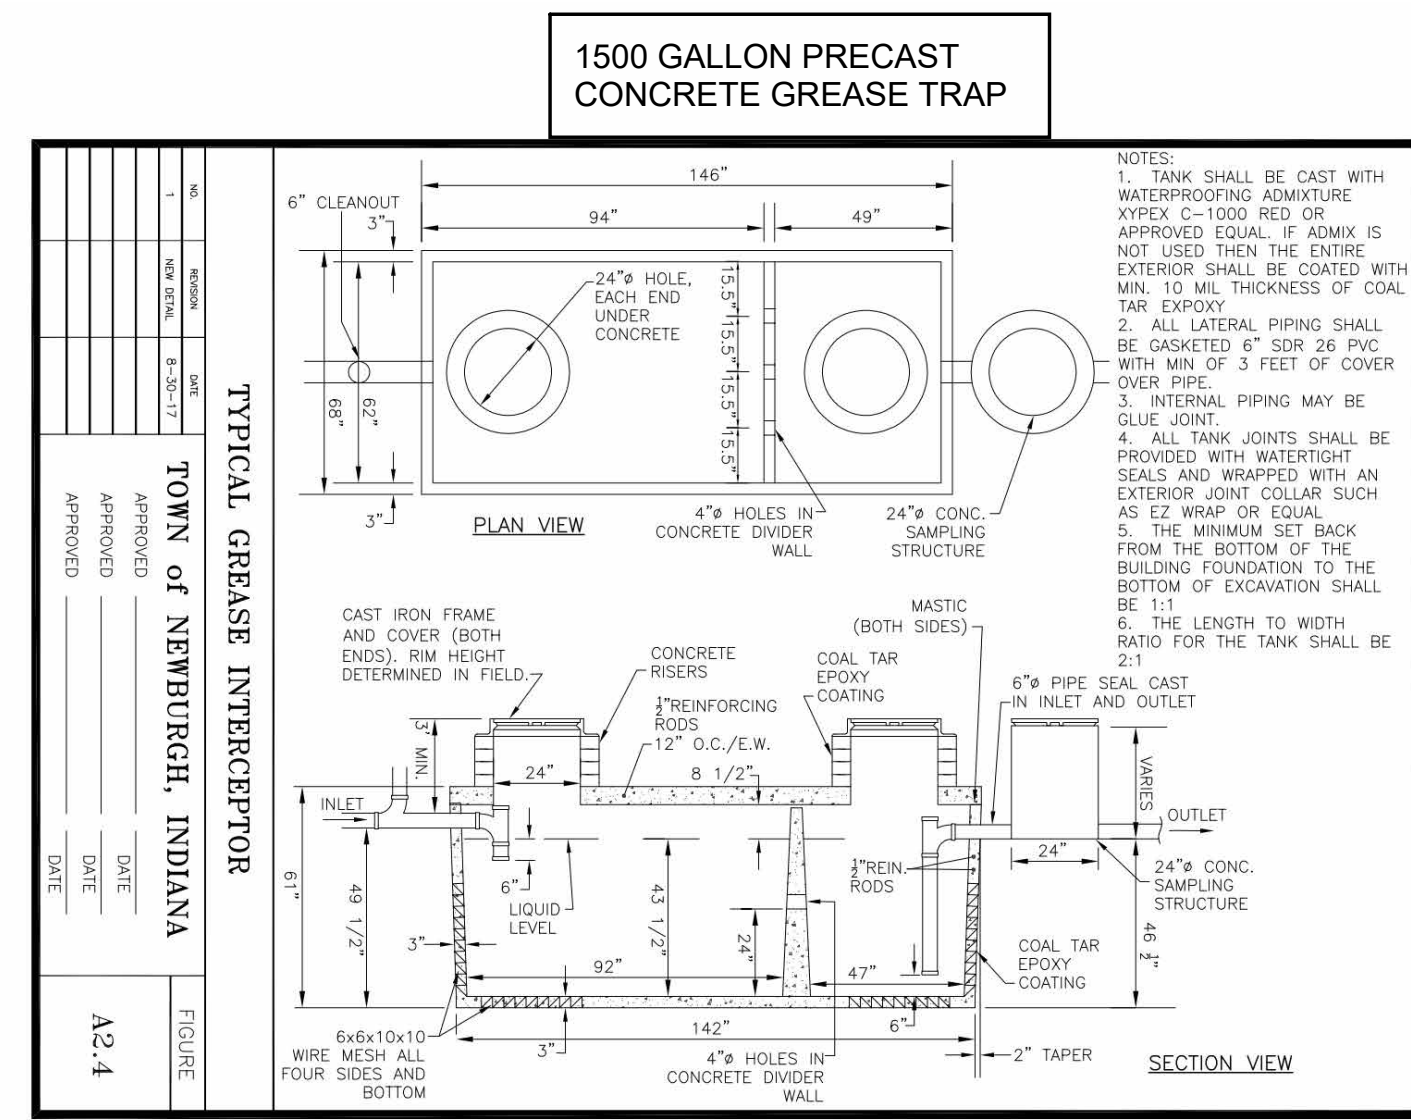 1500 GALLON PRECAST
CONCRETE GREASE TRAP
NO.
REVISION
DATE
1
NEW DETAIL
8-30-17
TOWN of NEWBURGH, INDIANA
APPROVED
DATE
APPROVED
DATE
APPROVED
DATE
FIGURE
A2.4
TYPICAL GREASE INTERCEPTOR
146"
6" CLEANOUT
3"
94"
49"
24"ø HOLE,
EACH END
UNDER
CONCRETE
15.5"
15.5"
15.5"
15.5"
68"
62"
3"
PLAN VIEW
4"ø HOLES IN
CONCRETE DIVIDER
WALL
24"ø CONC.
SAMPLING
STRUCTURE
NOTES:
1. TANK SHALL BE CAST WITH
WATERPROOFING ADMIXTURE
XYPEX C-1000 RED OR
APPROVED EQUAL. IF ADMIX IS
NOT USED THEN THE ENTIRE
EXTERIOR SHALL BE COATED WITH
MIN. 10 MIL THICKNESS OF COAL
TAR EXPOXY
2. ALL LATERAL PIPING SHALL
BE GASKETED 6" SDR 26 PVC
WITH MIN OF 3 FEET OF COVER
OVER PIPE.
3. INTERNAL PIPING MAY BE
GLUE JOINT.
4. ALL TANK JOINTS SHALL BE
PROVIDED WITH WATERTIGHT
SEALS AND WRAPPED WITH AN
EXTERIOR JOINT COLLAR SUCH
AS EZ WRAP OR EQUAL
5. THE MINIMUM SET BACK
FROM THE BOTTOM OF THE
BUILDING FOUNDATION TO THE
BOTTOM OF EXCAVATION SHALL
BE 1:1
6. THE LENGTH TO WIDTH
RATIO FOR THE TANK SHALL BE
2:1
CAST IRON FRAME
AND COVER (BOTH
ENDS). RIM HEIGHT
DETERMINED IN FIELD.
CONCRETE
RISERS
½"REINFORCING
RODS
12" O.C./E.W.
8 1/2"
COAL TAR
EPOXY
COATING
MASTIC
(BOTH SIDES)
6"ø PIPE SEAL CAST
IN INLET AND OUTLET
3' MIN.
24"
INLET
VARIES
OUTLET
24"
24"ø CONC.
SAMPLING
STRUCTURE
61"
49 1/2"
6"
LIQUID
LEVEL
43 1/2"
24"
½"REIN.
RODS
46 ½"
3"
92"
47"
COAL TAR
EPOXY
COATING
142"
6"
3"
2" TAPER
6x6x10x10
WIRE MESH ALL
FOUR SIDES AND
BOTTOM
4"ø HOLES IN
CONCRETE DIVIDER
WALL
SECTION VIEW